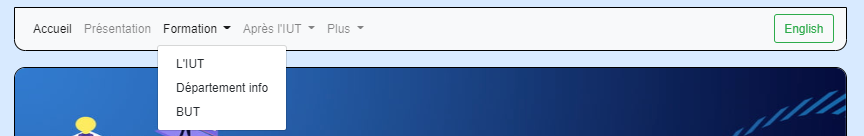 Accueil Présentation Formation Après l'IUT Plus English
L'IUT
Département info
BUT